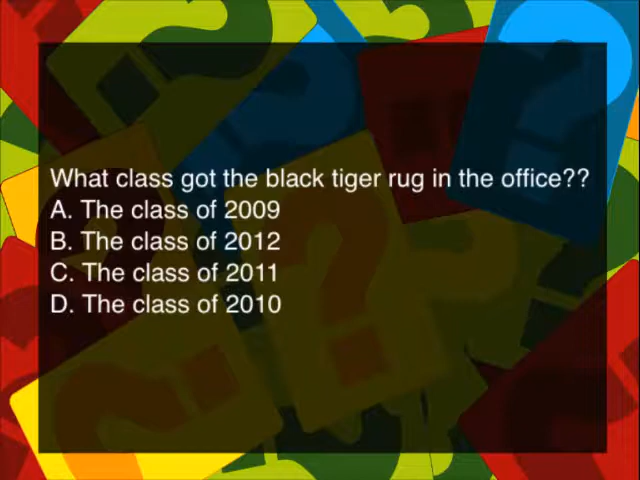 What class got the black tiger rug in the office??
A. The class of 2009
B. The class of 2012
C. The class of 2011
D. The class of 2010